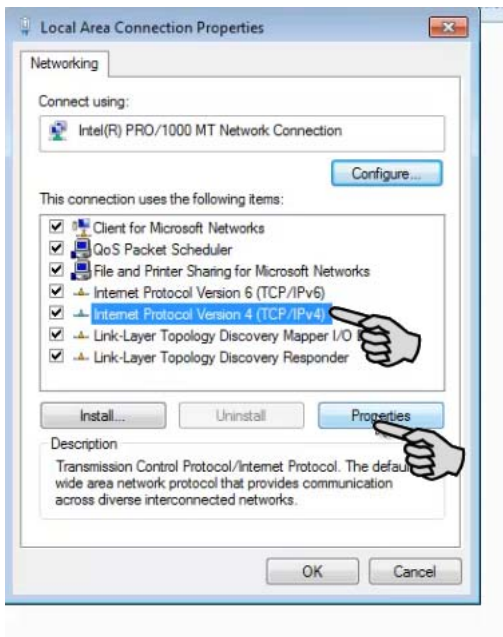 Local Area Connection Properties
Networking
Connect using:
Intel(R) PRO/1000 MT Network Connection
Configure...
This connection uses the following items:
Client for Microsoft Networks
QoS Packet Scheduler
File and Printer Sharing for Microsoft Networks
Internet Protocol Version 6 (TCP/IPv6)
Internet Protocol Version 4 (TCP/IPv4)
Link-Layer Topology Discovery Mapper I/O
Link-Layer Topology Discovery Responder
Install...
Uninstall
Properties
Description
Transmission Control Protocol/Internet Protocol. The default
wide area network protocol that provides communication
across diverse interconnected networks.
OK
Cancel